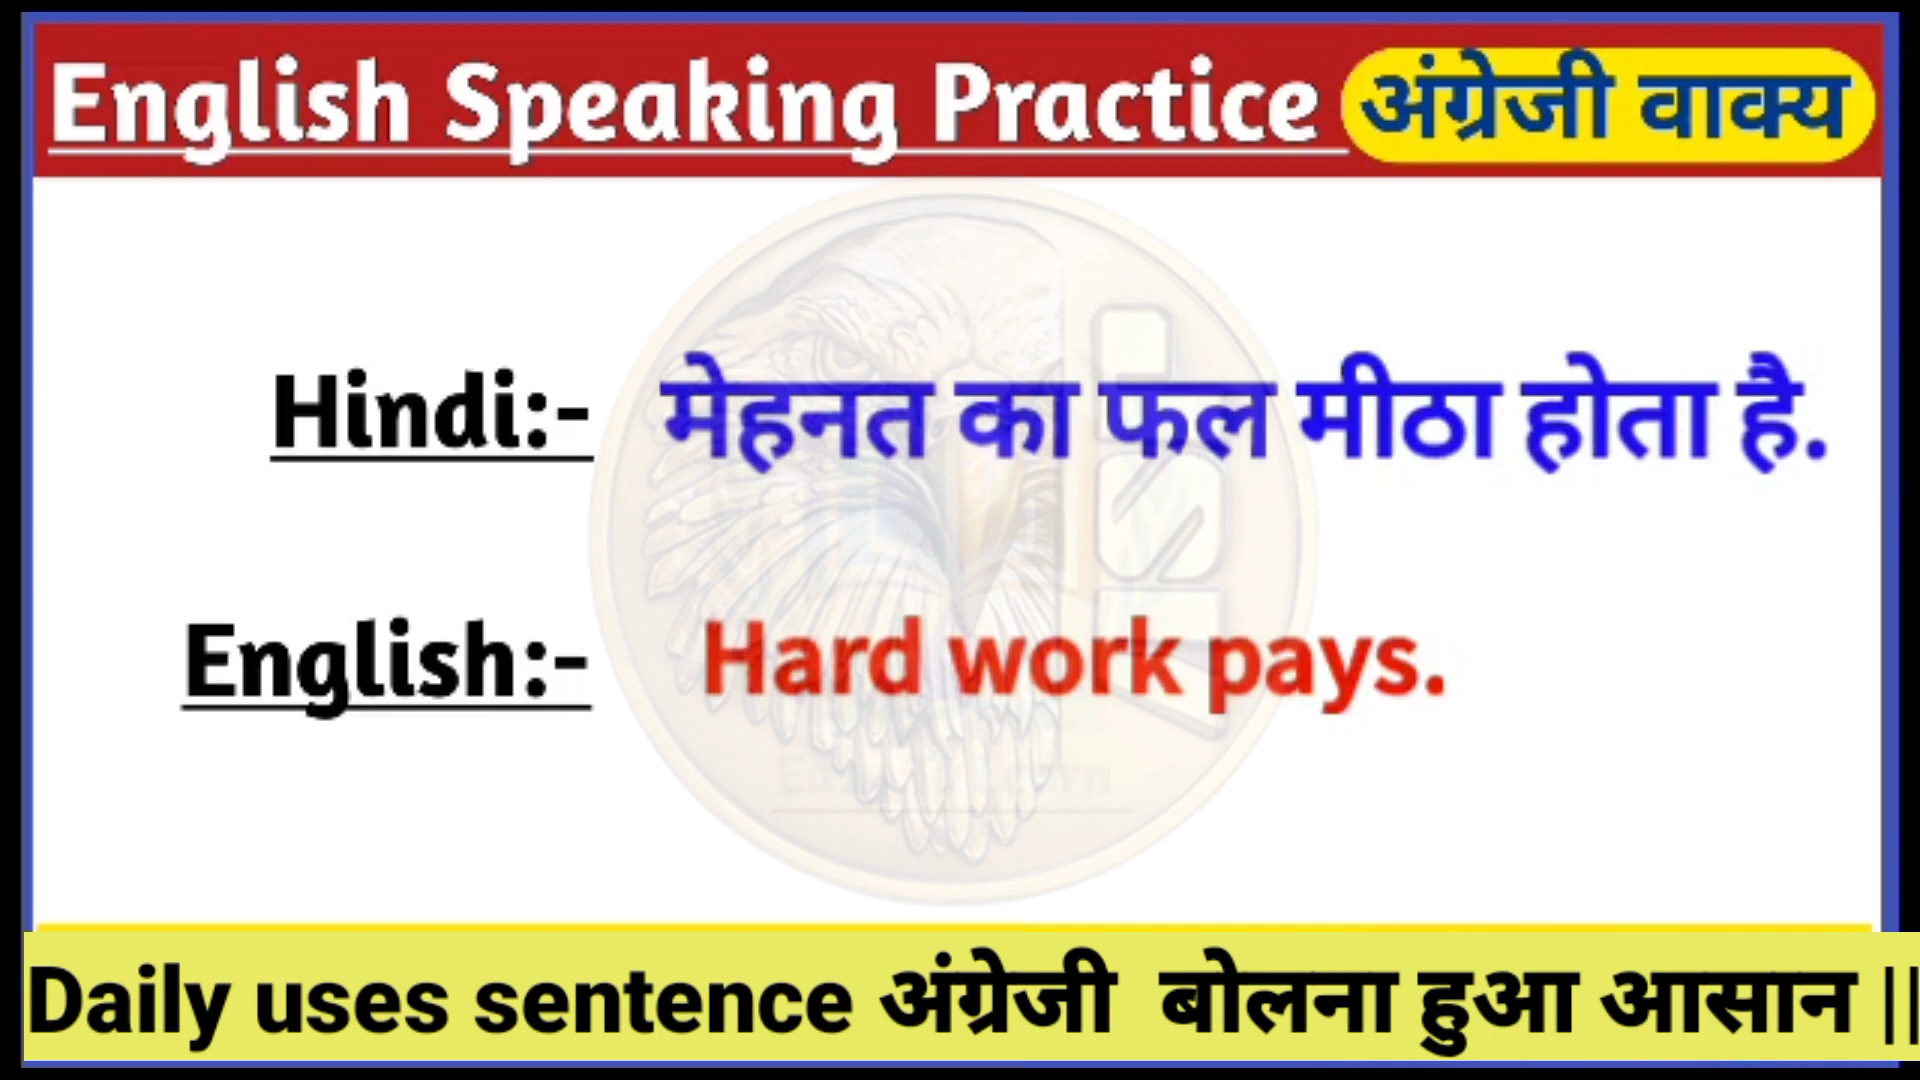 English Speaking Practice अंग्रेजी वाक्य
Hindi:- मेहनत का फल मीठा होता है.
English:- Hard work pays.
Daily uses sentence अंग्रेजी बोलना हुआ आसान ||